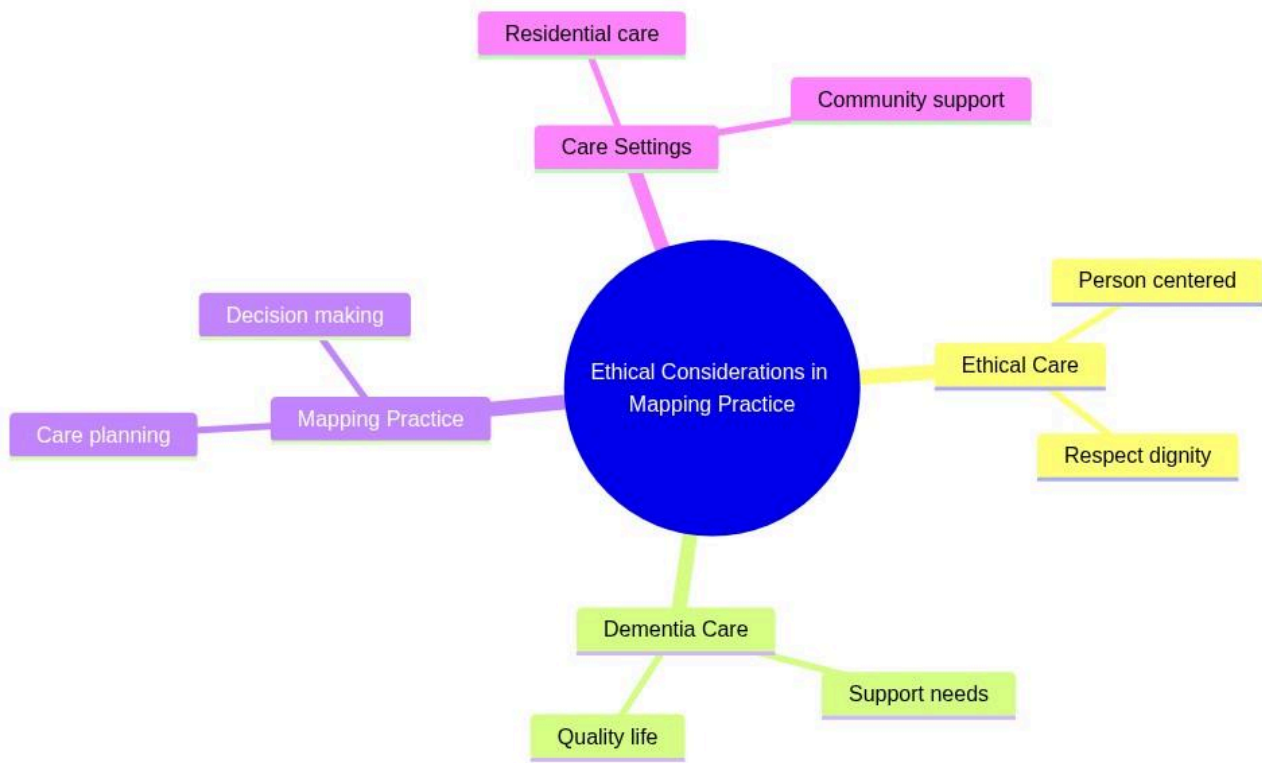 Residential care
Community support
Care Settings
Person centered
Decision making
Ethical Care
Ethical Considerations in
Mapping Practice
Mapping Practice
Care planning
Respect dignity
Dementia Care
Support needs
Quality life